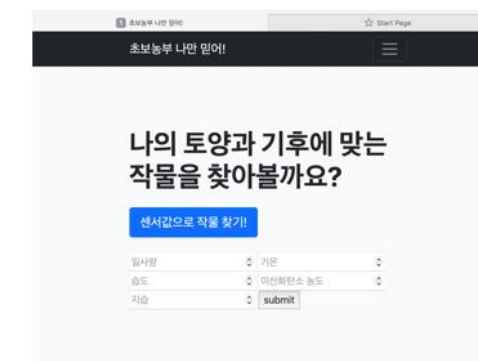 1 초보농부 나만 믿어!
☆ Start Page
초보농부 나만 믿어!
나의 토양과 기후에 맞는
작물을 찾아볼까요?
센서값으로 작물 찾기!
일사량 기온
습도 이산화탄소 농도
지습 submit